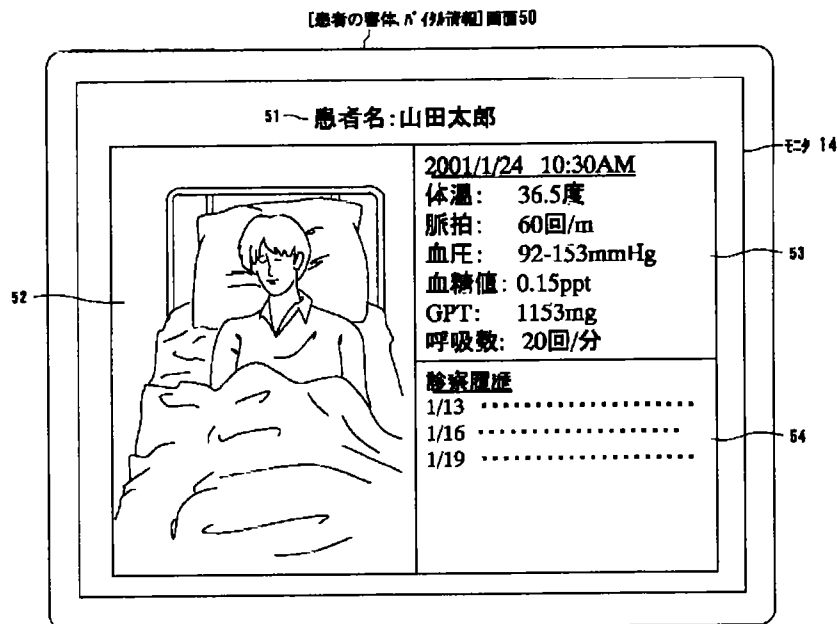 [患者の容体、バイタル情報]画面50
51 患者名:山田太郎
モニタ 14
2001/1/24 10:30AM
体温: 36.5度
脈拍: 60回/m
血圧: 92-153mmHg
53
血糖値: 0.15ppt
52
GPT: 1153mg
呼吸数: 20回/分
診察履歴
1/13 ・・・・・・・・・・・・・・・・・・・・
1/16 ・・・・・・・・・・・・・・・・・・・
54
1/19 ・・・・・・・・・・・・・・・・・・・・